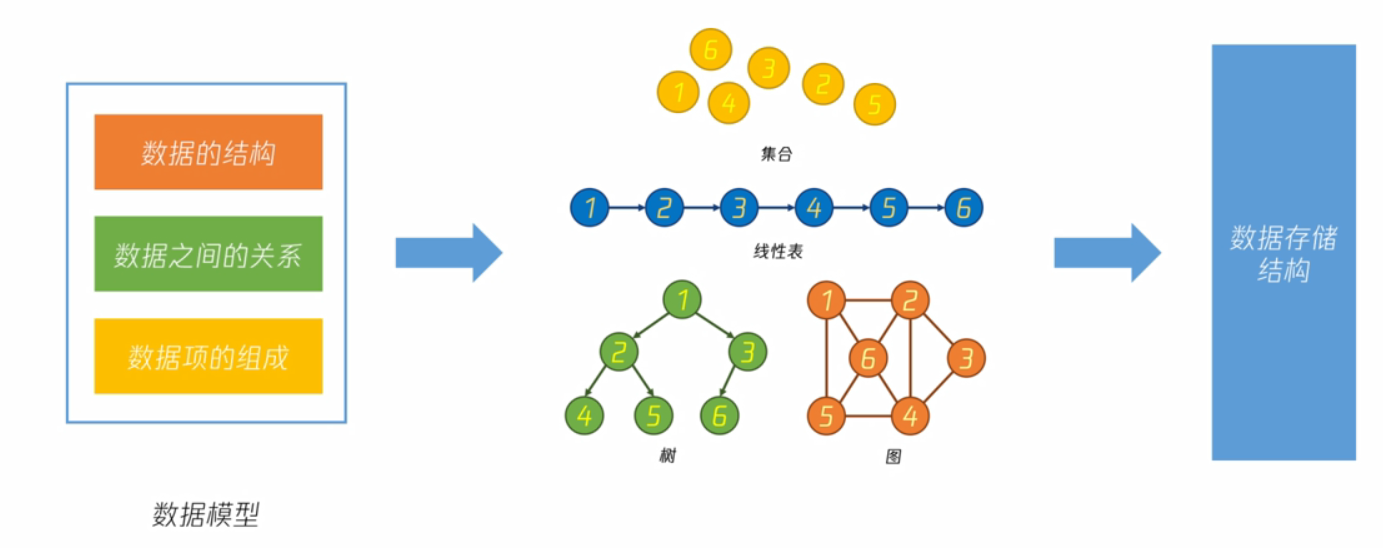 数据的结构
数据之间的关系
数据项的组成
数据模型
6
3
2
1
4
5
集合
1 2 3 4 5 6
线性表
1
2 3
4 5 6
树
1 2
6 3
5 4
图
数据存储
结构